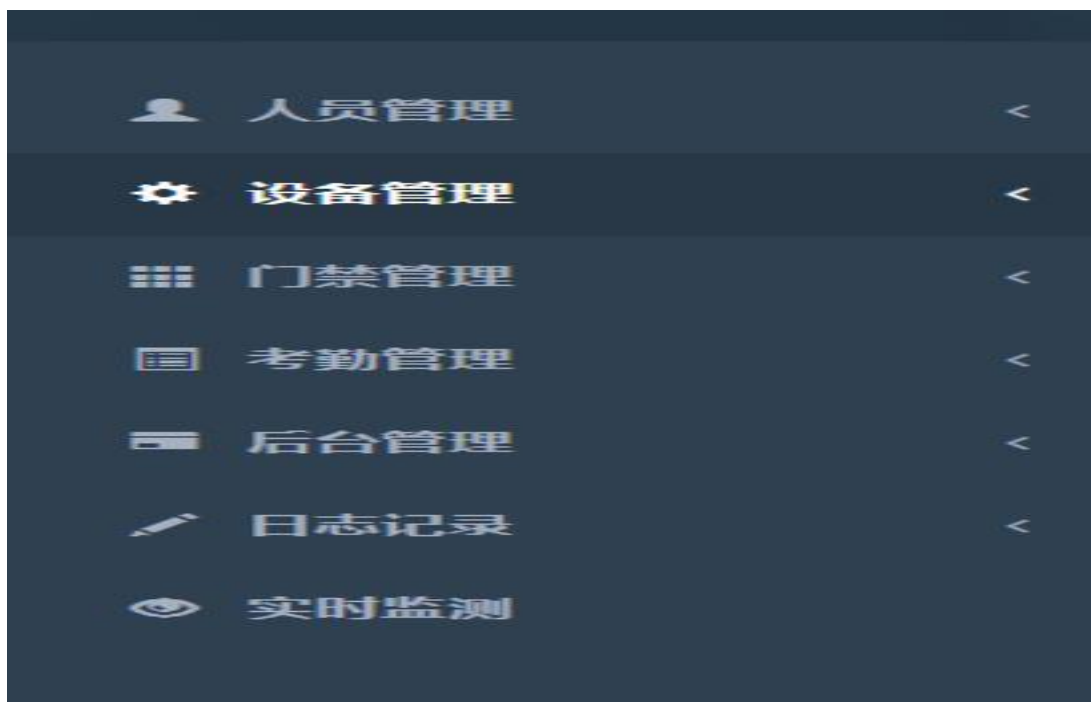 人员管理 <
设备管理 <
门禁管理 <
考勤管理 <
后台管理 <
日志记录 <
实时监测